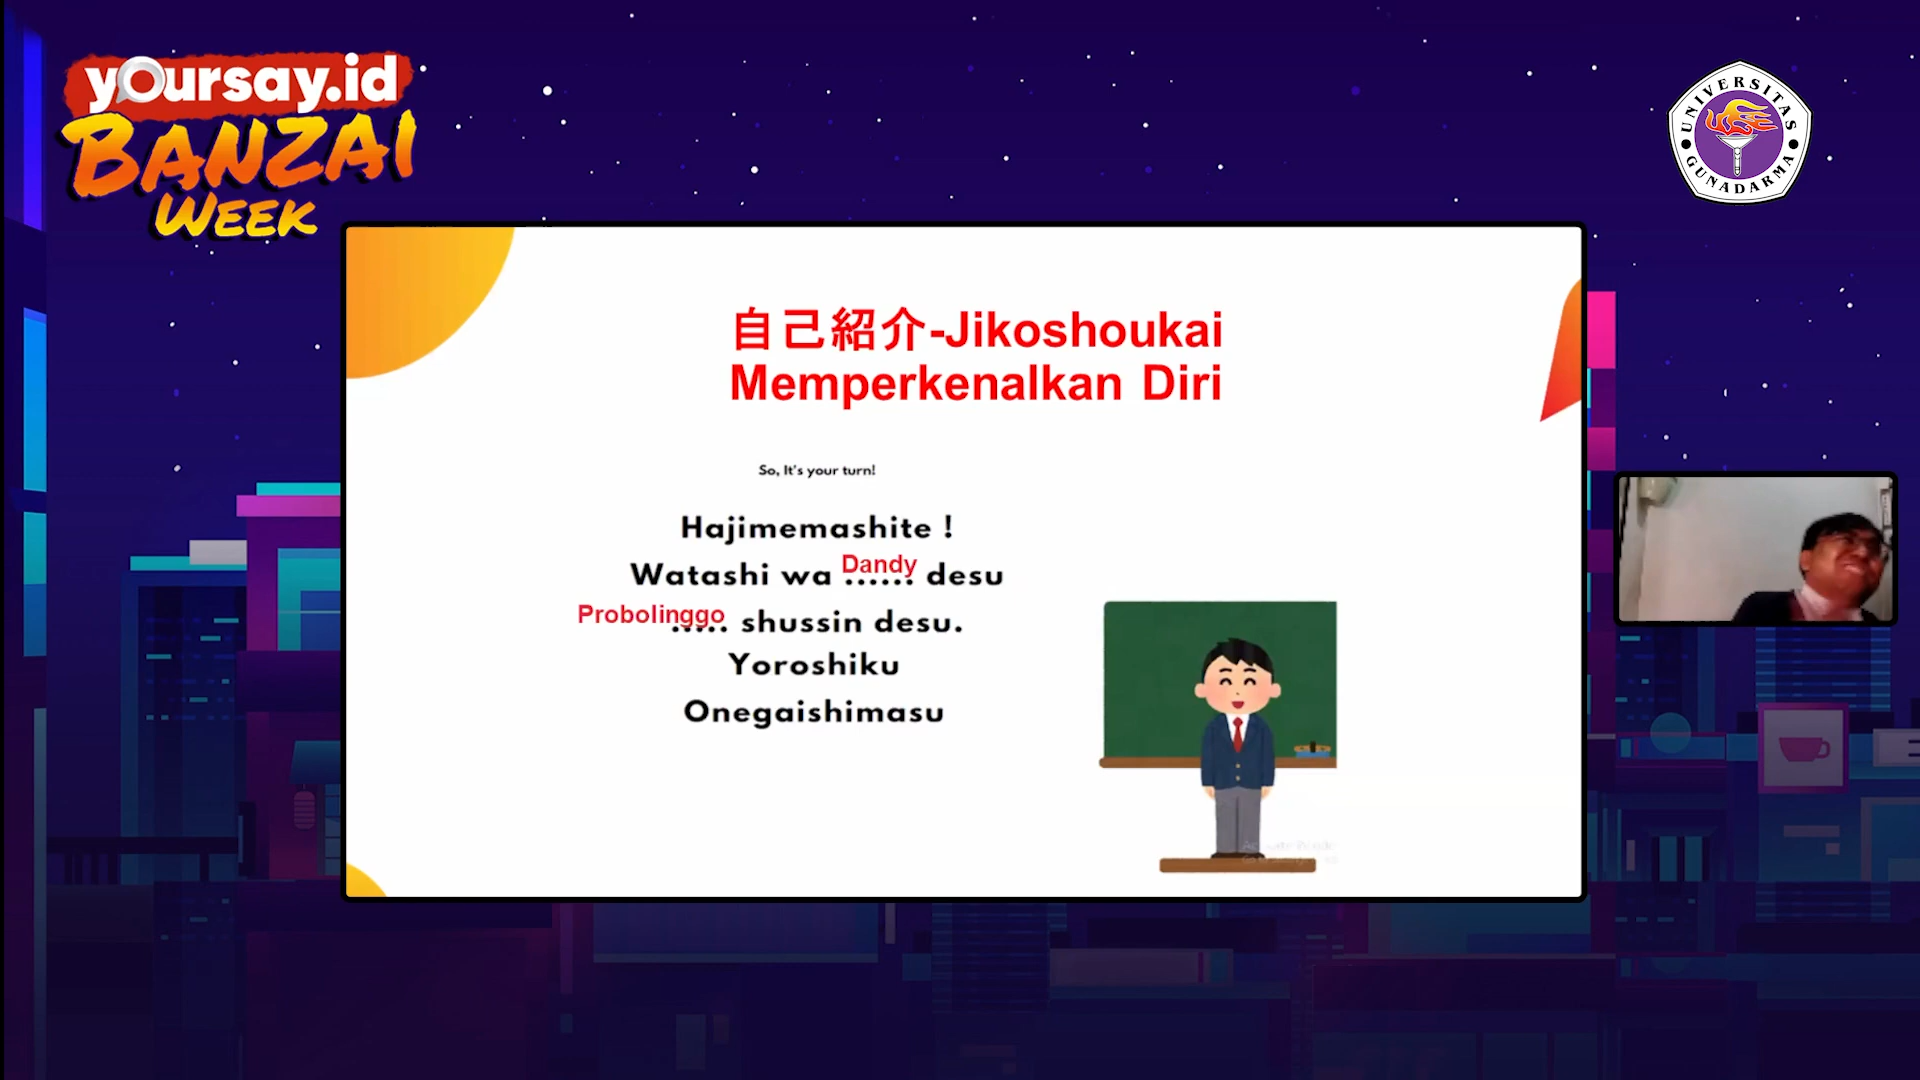 yoursay.id
BANZAI
WEEK
UNIVERSITAS
GUNADARMA
自己紹介-Jikoshoukai
Memperkenalkan Diri
So, It's your turn!
Hajimemashite !
Watashi wa ...... desu
Dandy
Probolinggo
..... shussin desu.
Yoroshiku
Onegaishimasu